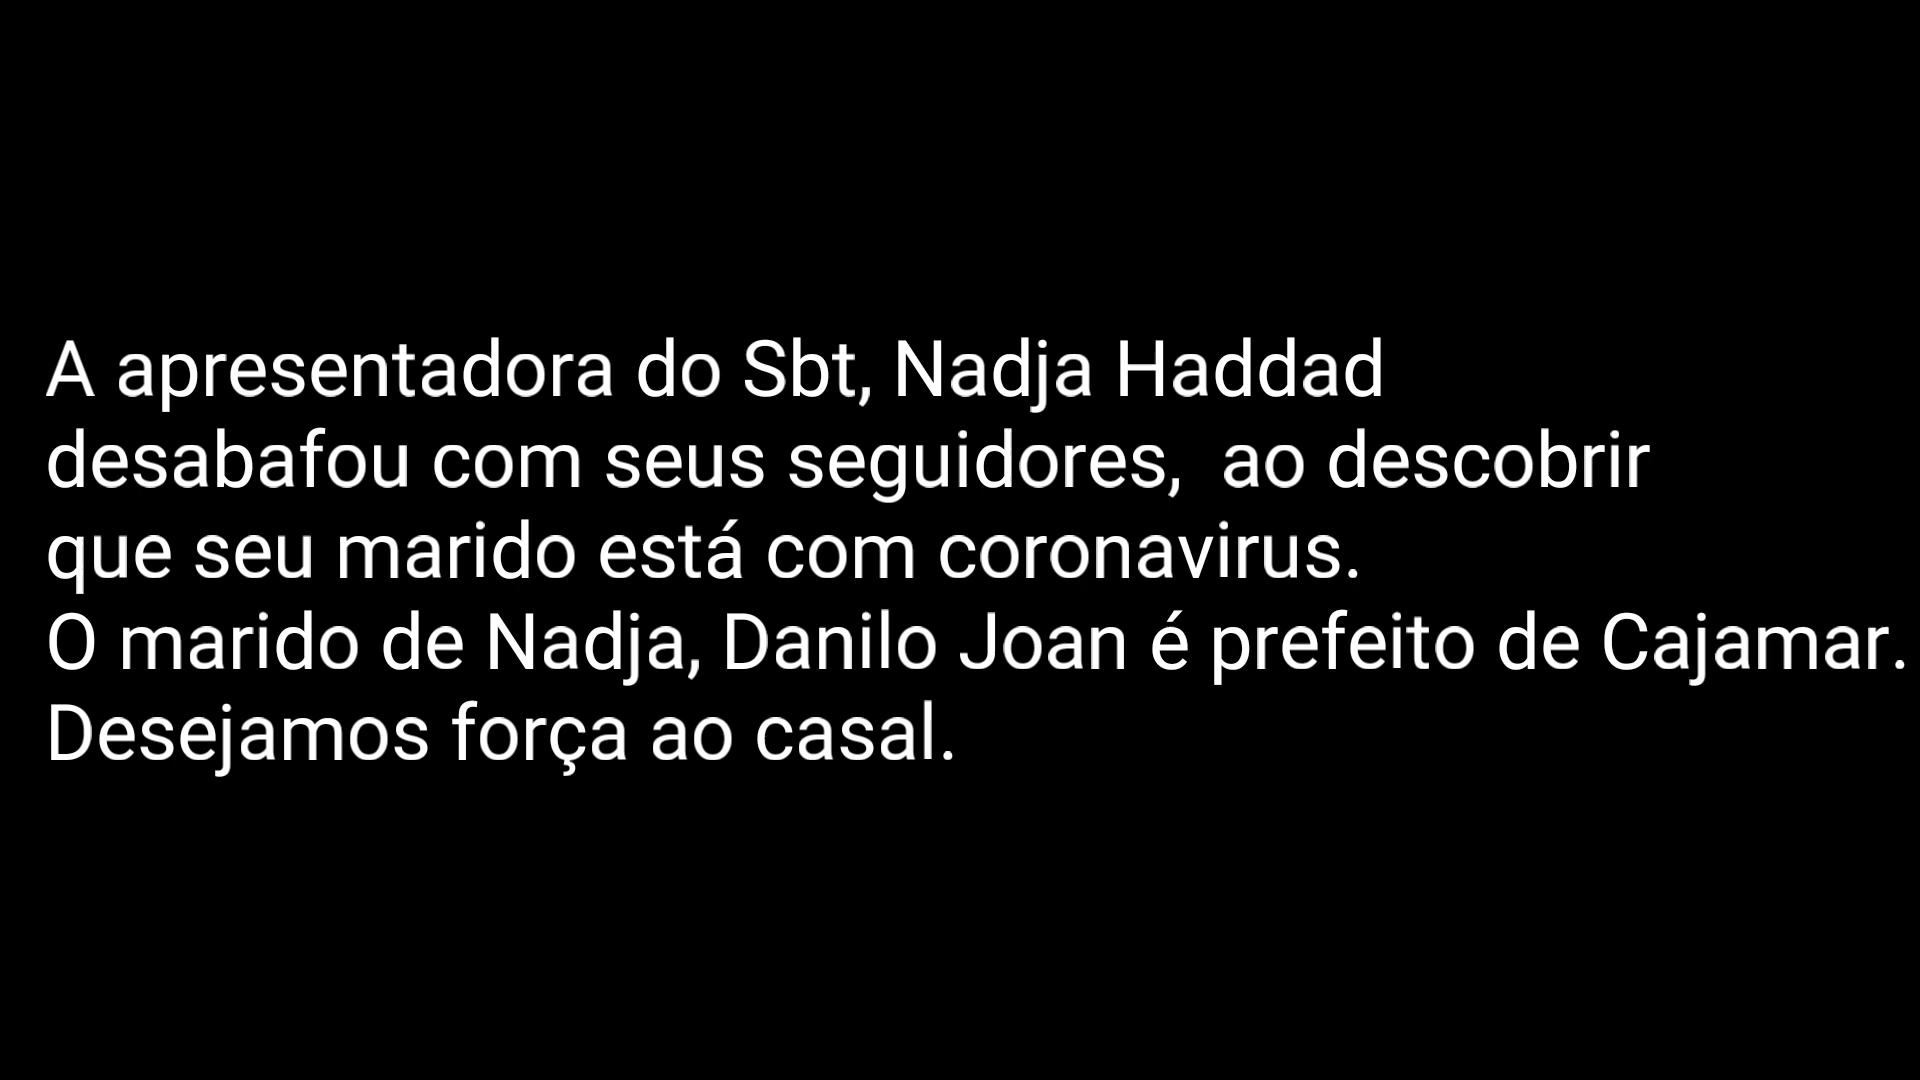 A apresentadora do Sbt, Nadja Haddad
desabafou com seus seguidores,  ao descobrir
que seu marido está com coronavirus.
O marido de Nadja, Danilo Joan é prefeito de Cajamar.
Desejamos força ao casal.